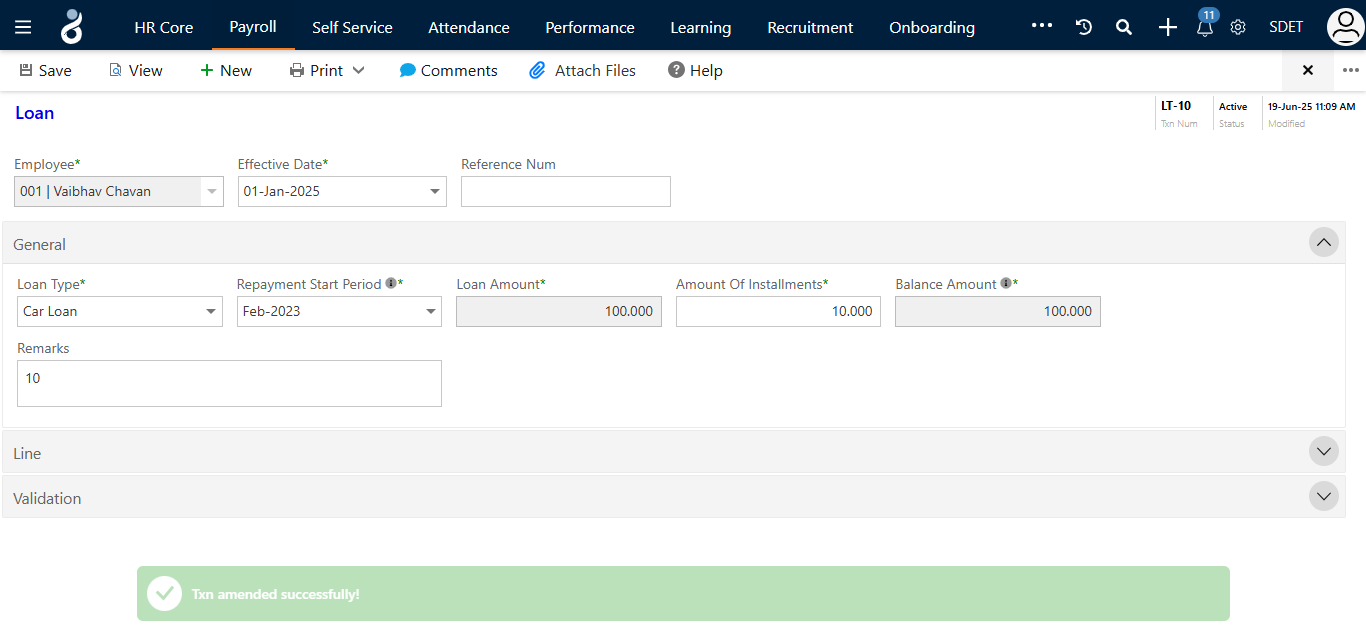 HR Core Payroll Self Service Attendance Performance Learning Recruitment Onboarding 11 SDET
Save View New Print Comments Attach Files Help
Loan
LT-10 Active 19-Jun-25 11:09 AM
Txn Num Status Modified
Employee* Effective Date* Reference Num
001 | Vaibhav Chavan 01-Jan-2025
General
Loan Type* Repayment Start Period * Loan Amount* Amount Of Installments* Balance Amount *
Car Loan Feb-2023 100.000 10.000 100.000
Remarks
10
Line
Validation
Txn amended successfully!